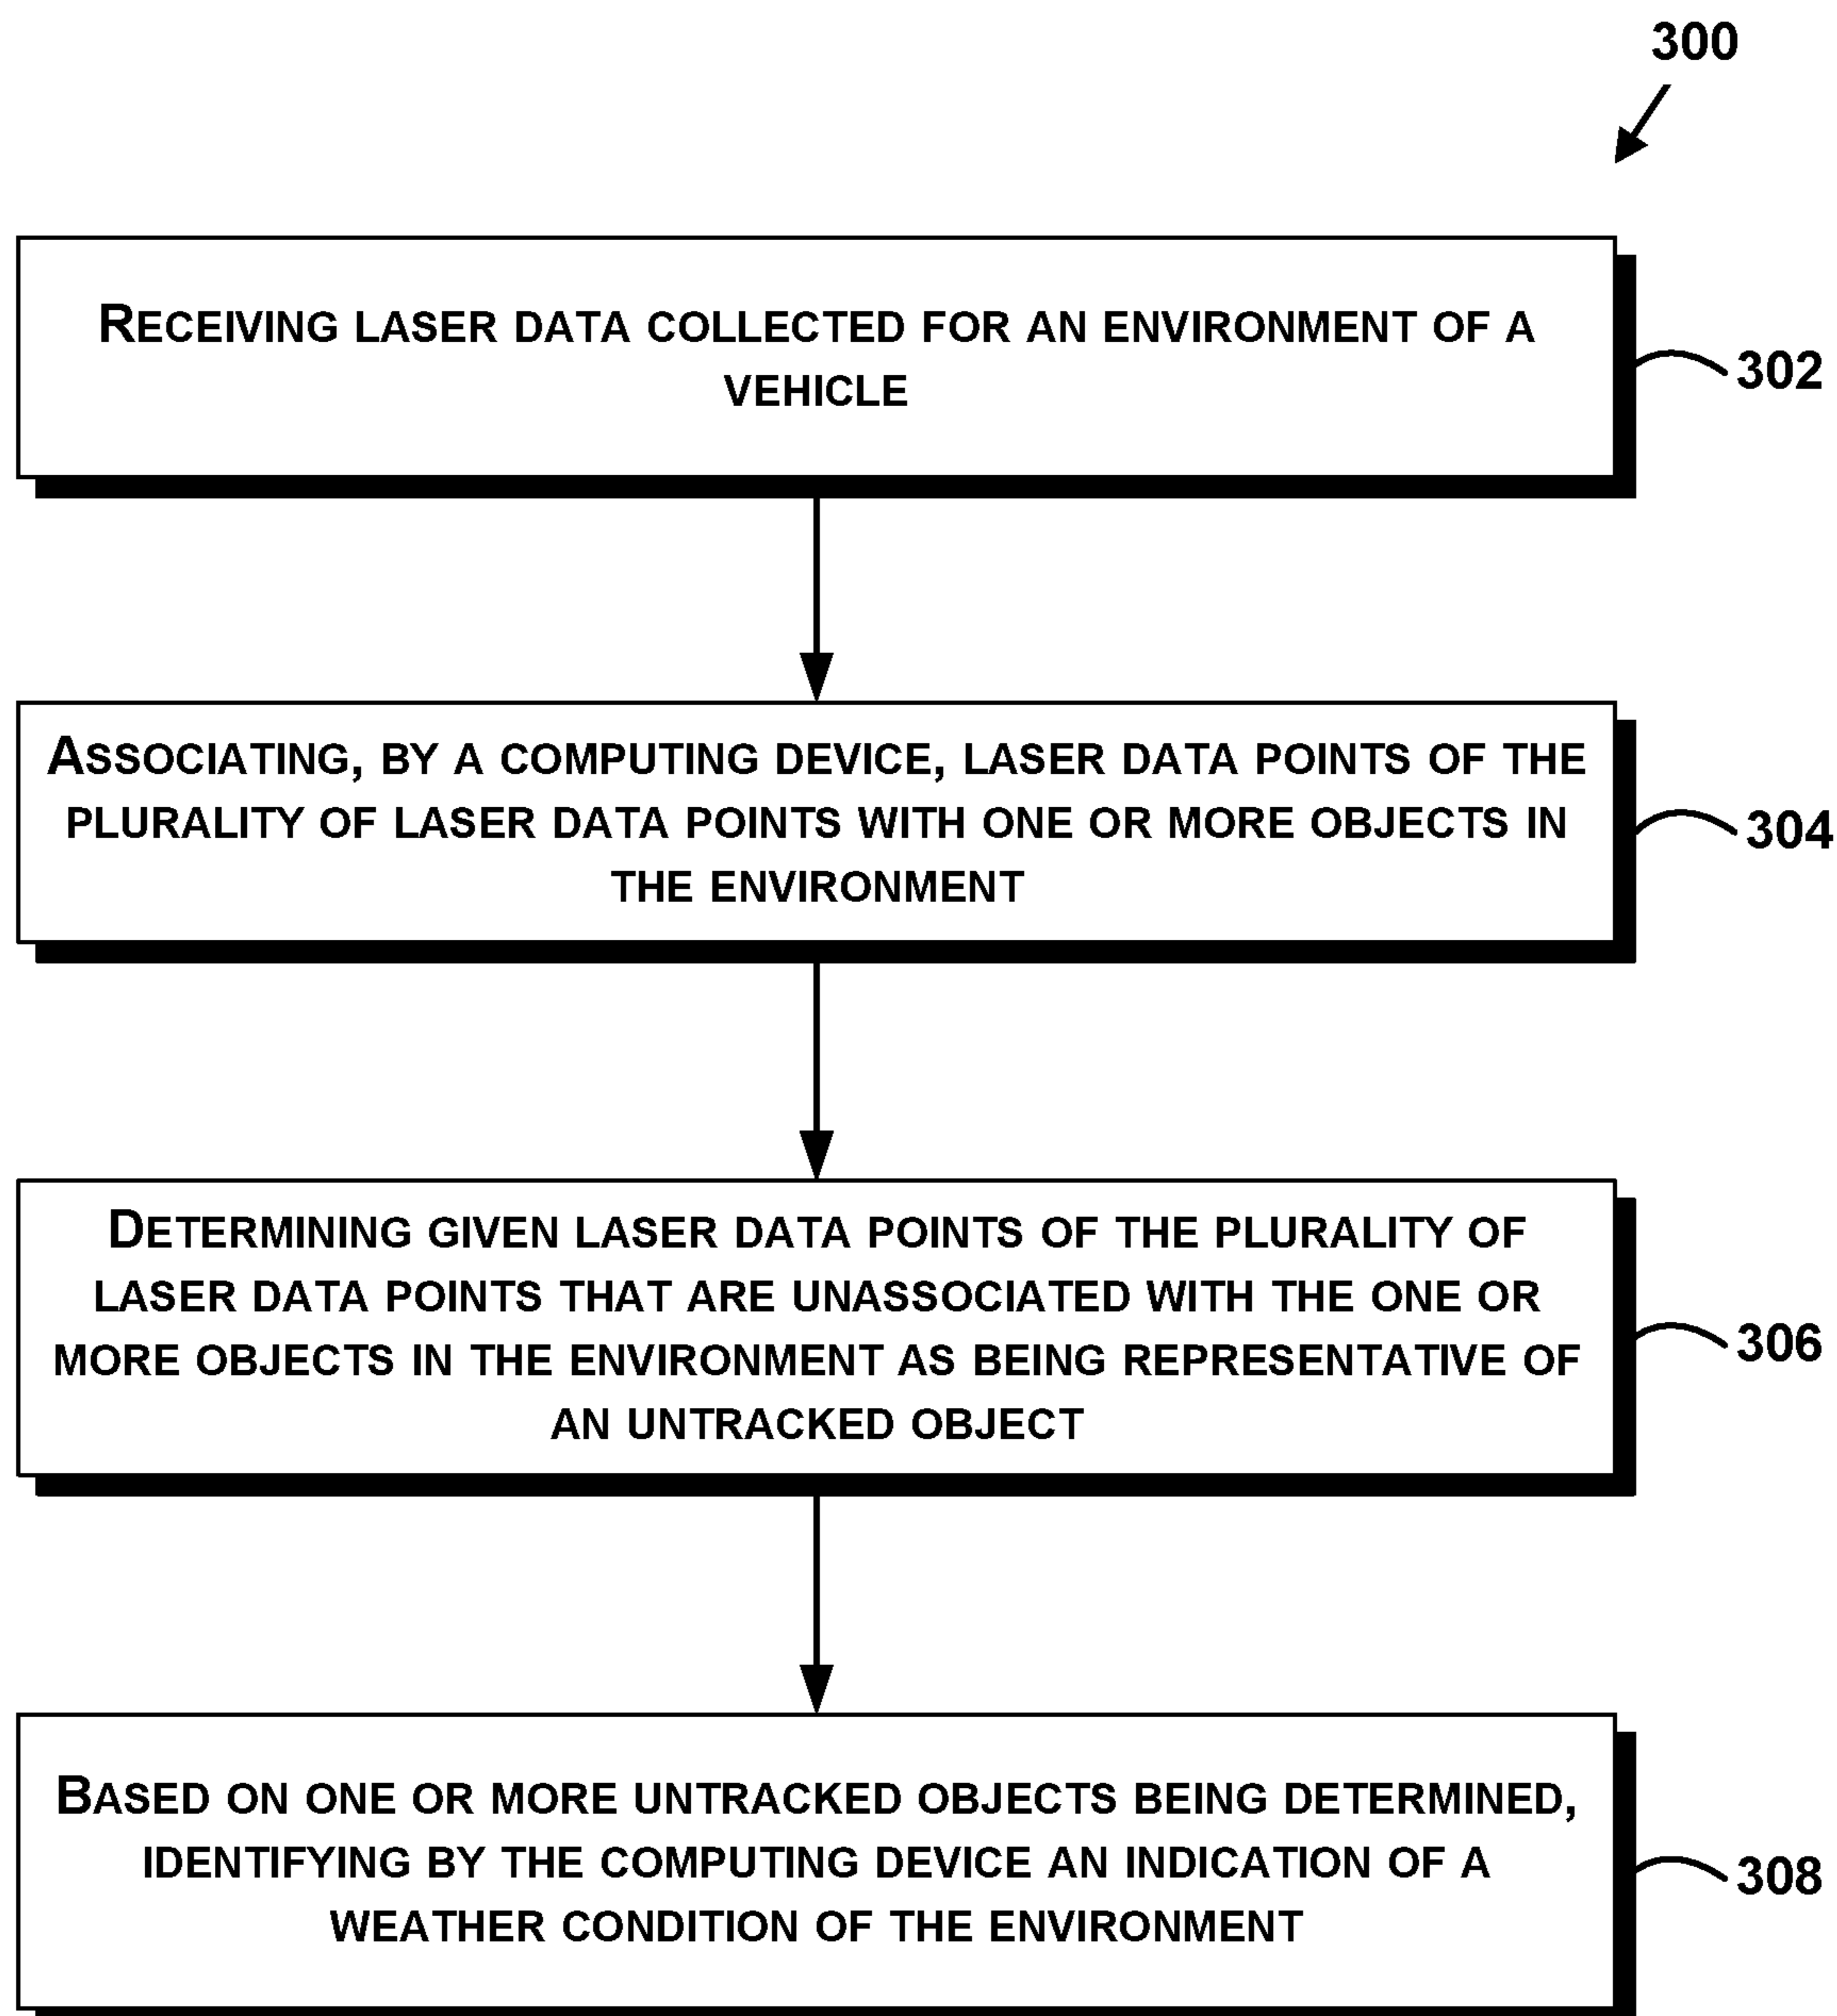 300
RECEIVING LASER DATA COLLECTED FOR AN ENVIRONMENT OF A
VEHICLE
302
ASSOCIATING, BY A COMPUTING DEVICE, LASER DATA POINTS OF THE
PLURALITY OF LASER DATA POINTS WITH ONE OR MORE OBJECTS IN
THE ENVIRONMENT
304
DETERMINING GIVEN LASER DATA POINTS OF THE PLURALITY OF
LASER DATA POINTS THAT ARE UNASSOCIATED WITH THE ONE OR
MORE OBJECTS IN THE ENVIRONMENT AS BEING REPRESENTATIVE OF
AN UNTRACKED OBJECT
306
BASED ON ONE OR MORE UNTRACKED OBJECTS BEING DETERMINED,
IDENTIFYING BY THE COMPUTING DEVICE AN INDICATION OF A
WEATHER CONDITION OF THE ENVIRONMENT
308